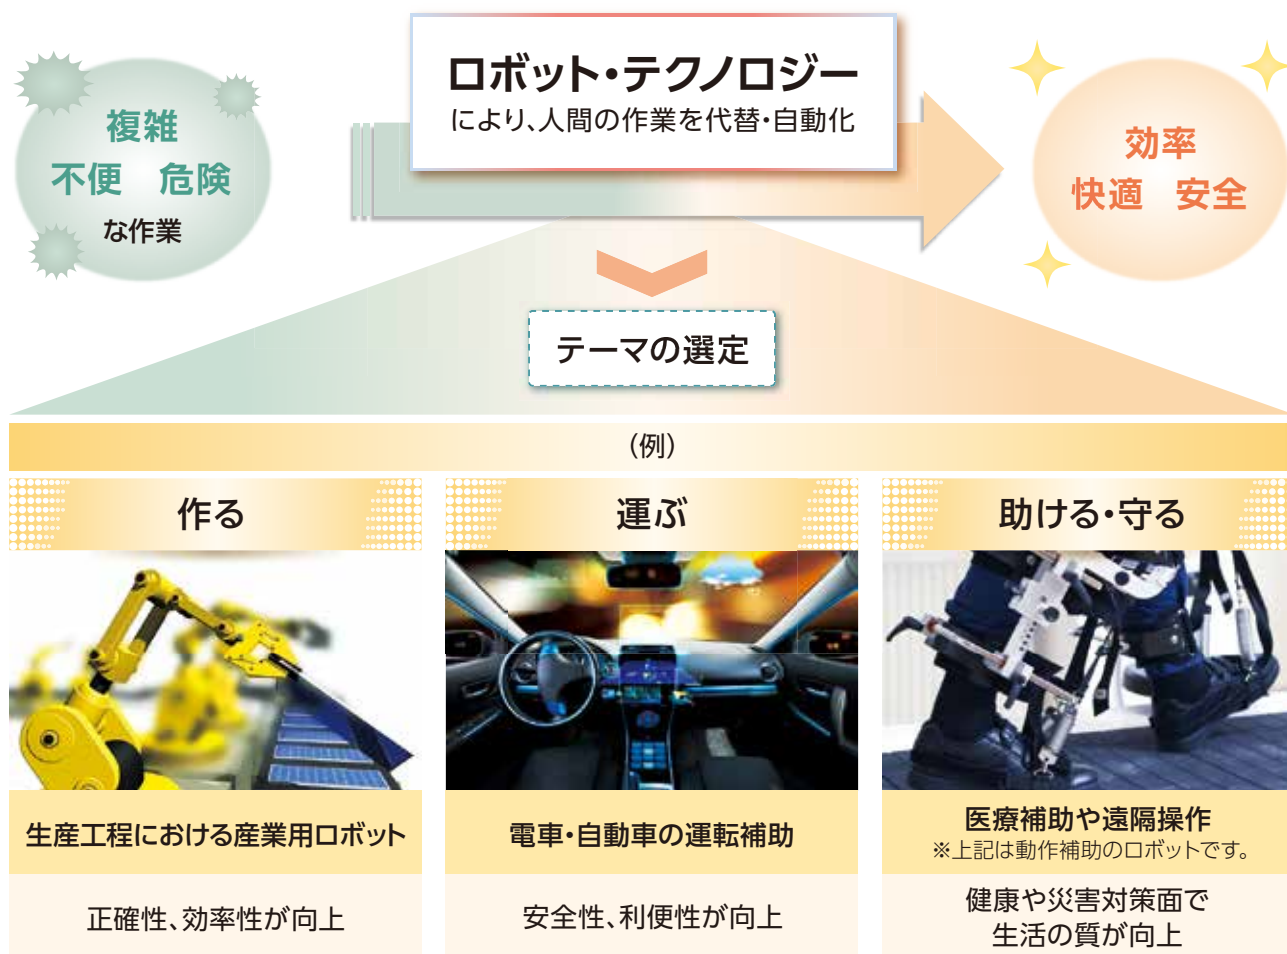 ロボット・テクノロジー
により、人間の作業を代替・自動化
複雑
不便　危険
な作業
効率
快適　安全
テーマの選定
（例）
作る
運ぶ
助ける・守る
生産工程における産業用ロボット
電車・自動車の運転補助
医療補助や遠隔操作
※上記は動作補助のロボットです。
正確性、効率性が向上
安全性、利便性が向上
健康や災害対策面で
生活の質が向上